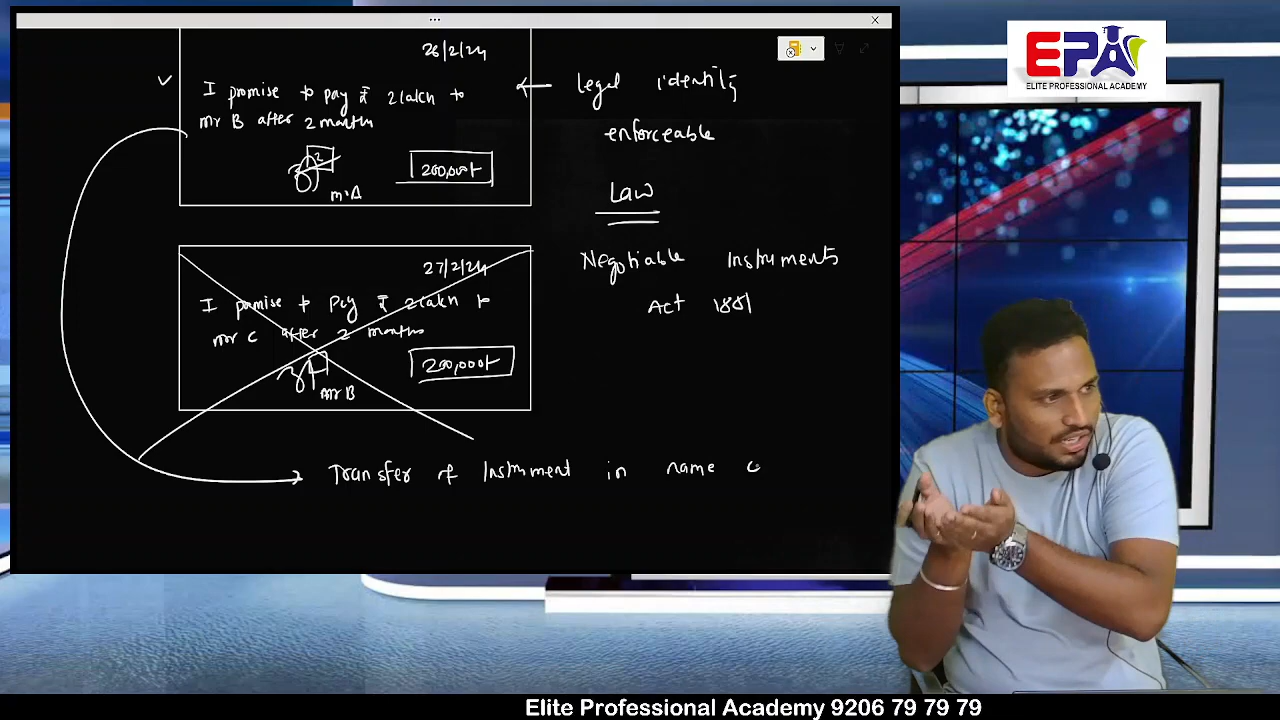 EPA
ELITE PROFESSIONAL ACADEMY
26/2/24
I promise to pay ₹ 2 lakh to
mr B after 2 months
2
200,000/-
Mr A
legal identity
enforceable
Law
Negotiable Instruments
Act 1881
27/2/24
I promise to pay ₹ 2 lakh to
mr C after 2 months
200,000/-
Mr B
Transfer of Instrument in name
Elite Professional Academy 9206 79 79 79